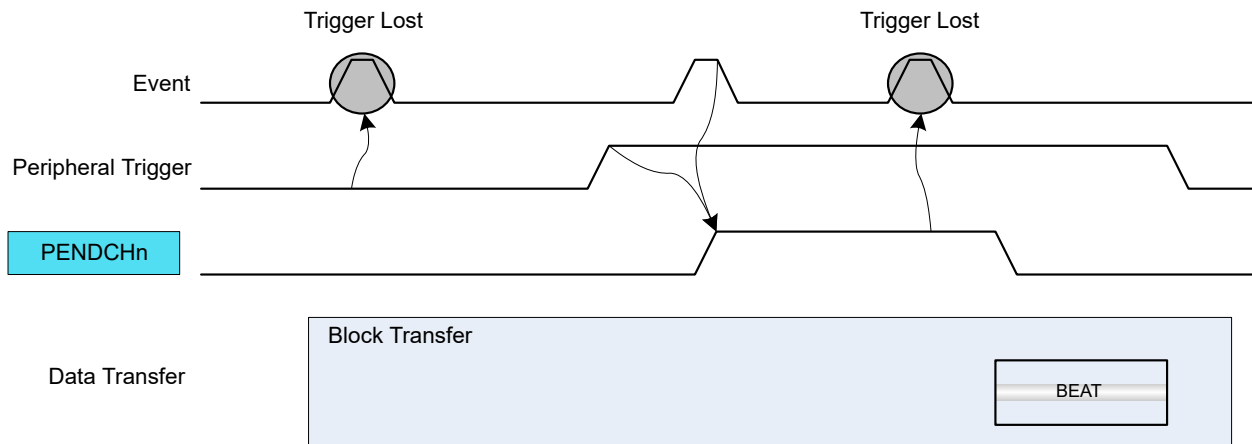 Trigger Lost
Trigger Lost
Event
Peripheral Trigger
PENDCHn
Block Transfer
Data Transfer
BEAT